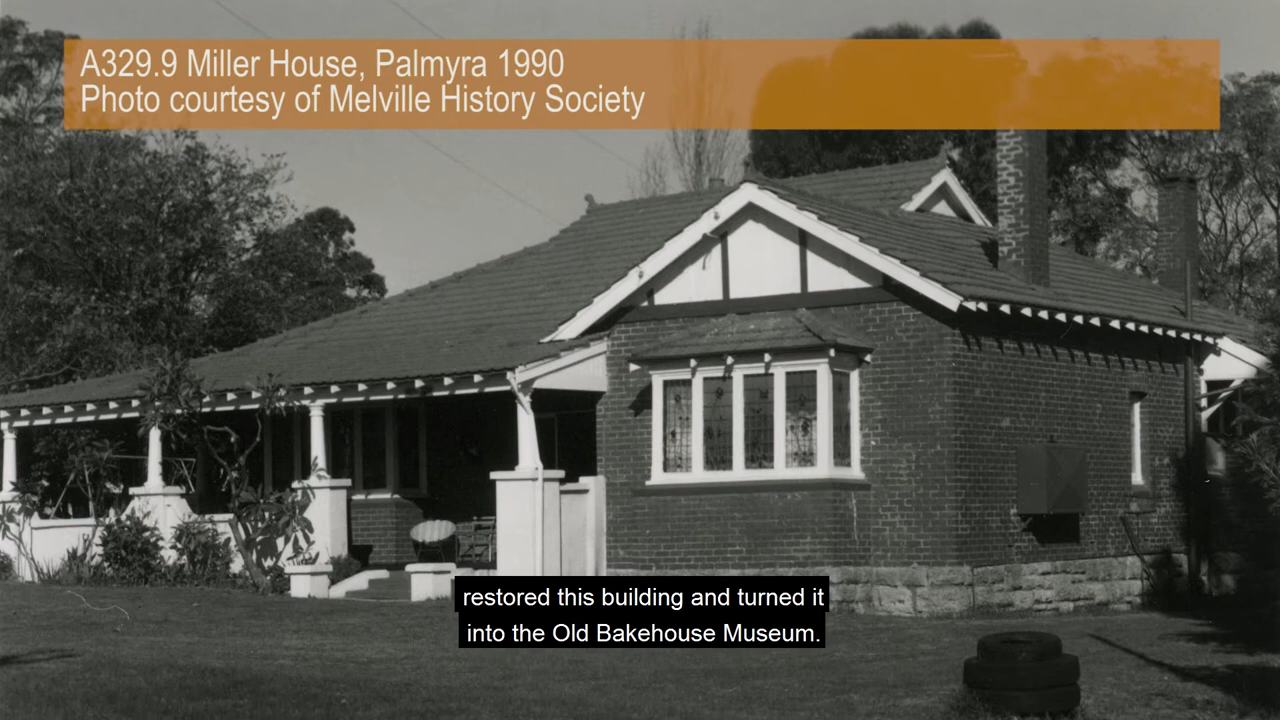 A329.9 Miller House, Palmyra 1990
Photo courtesy of Melville History Society
restored this building and turned it
into the Old Bakehouse Museum.